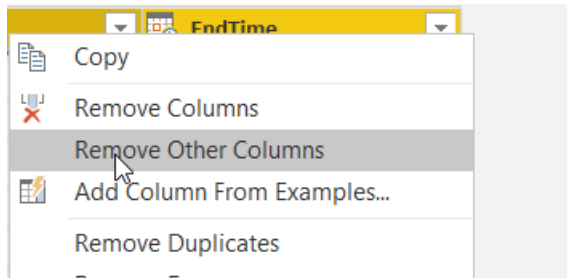 EndTime
Copy
Remove Columns
Remove Other Columns
Add Column From Examples...
Remove Duplicates